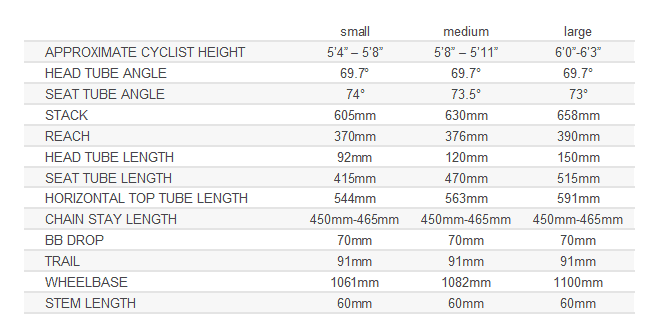 small medium large
APPROXIMATE CYCLIST HEIGHT 5’4” – 5’8” 5’8” – 5’11” 6’0”-6’3”
HEAD TUBE ANGLE 69.7° 69.7° 69.7°
SEAT TUBE ANGLE 74° 73.5° 73°
STACK 605mm 630mm 658mm
REACH 370mm 376mm 390mm
HEAD TUBE LENGTH 92mm 120mm 150mm
SEAT TUBE LENGTH 415mm 470mm 515mm
HORIZONTAL TOP TUBE LENGTH 544mm 563mm 591mm
CHAIN STAY LENGTH 450mm-465mm 450mm-465mm 450mm-465mm
BB DROP 70mm 70mm 70mm
TRAIL 91mm 91mm 91mm
WHEELBASE 1061mm 1082mm 1100mm
STEM LENGTH 60mm 60mm 60mm